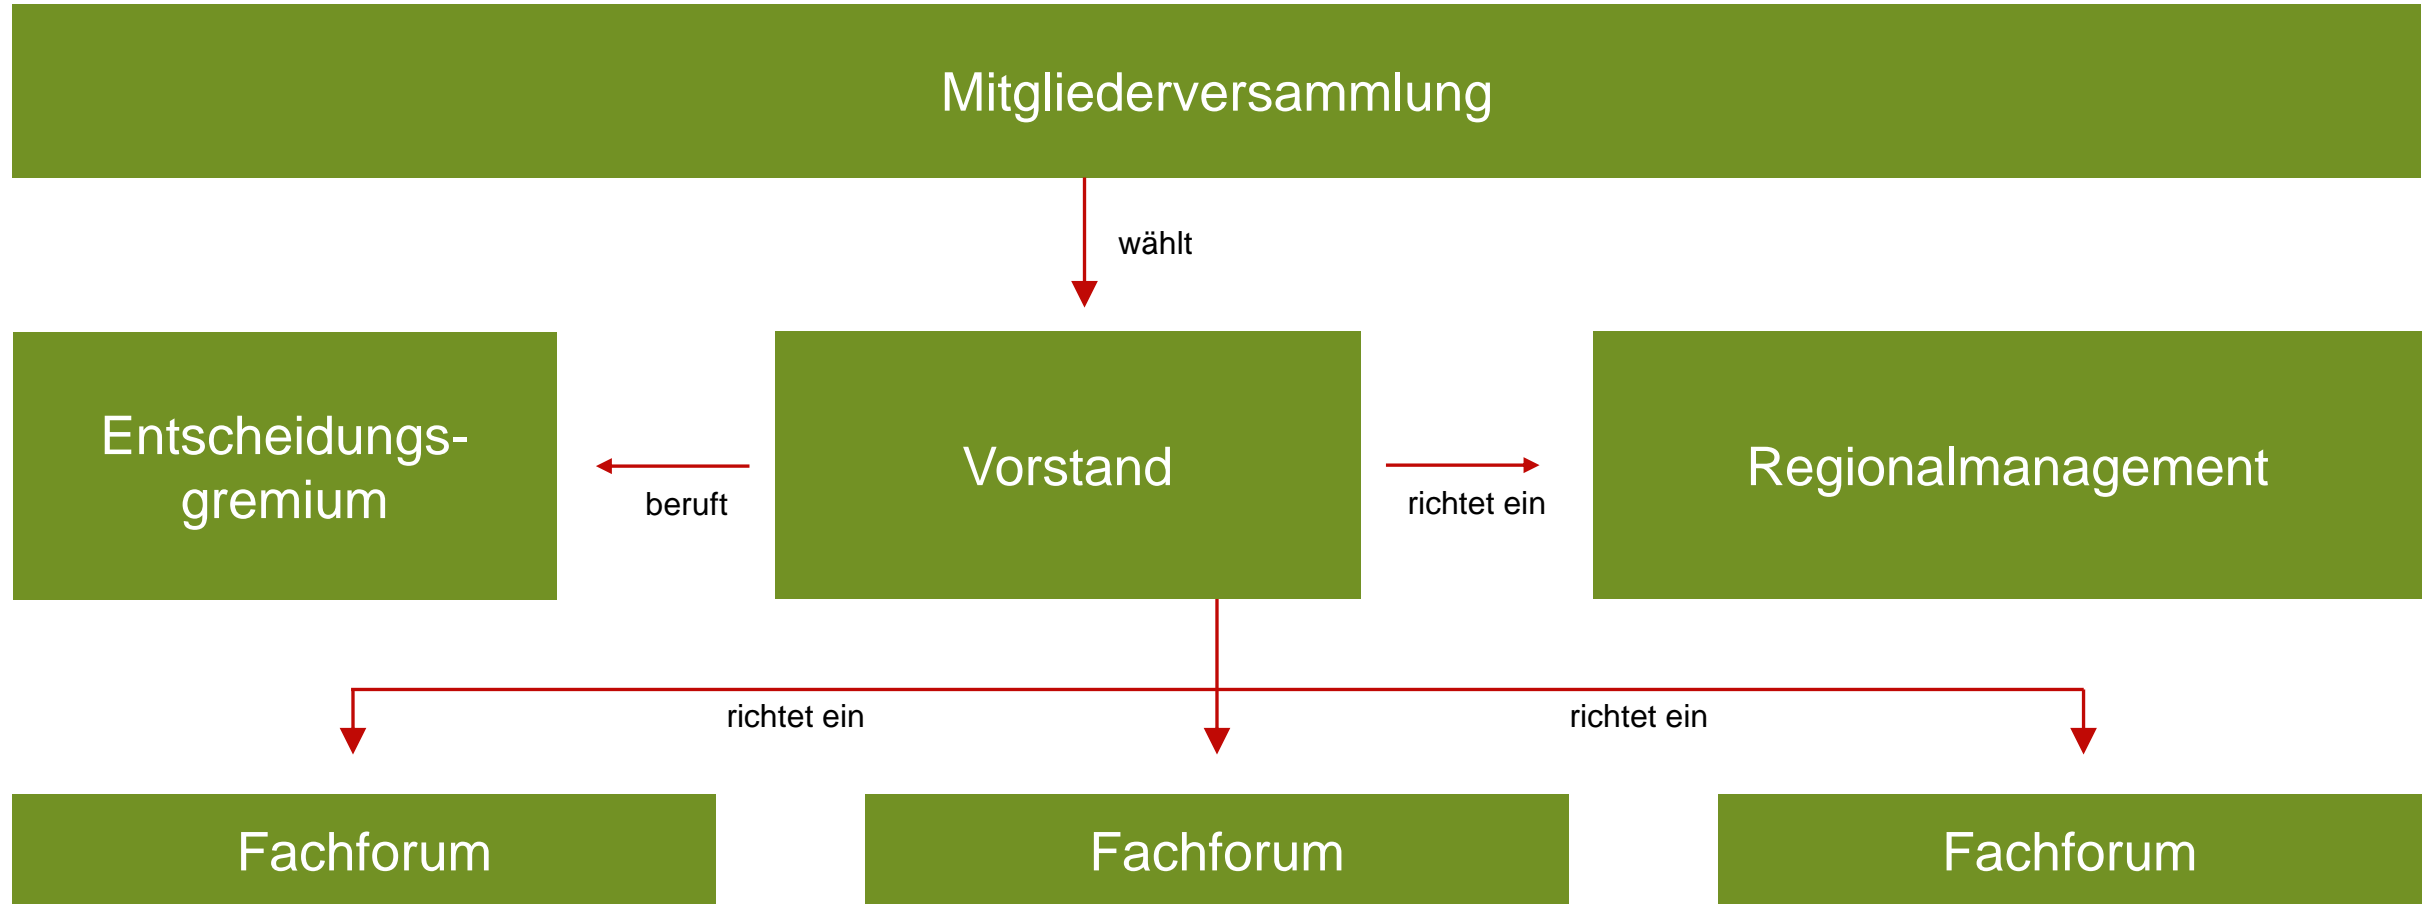 Mitgliederversammlung
wählt
Entscheidungs-
gremium
beruft
Vorstand
richtet ein
Regionalmanagement
richtet ein
richtet ein
Fachforum
Fachforum
Fachforum